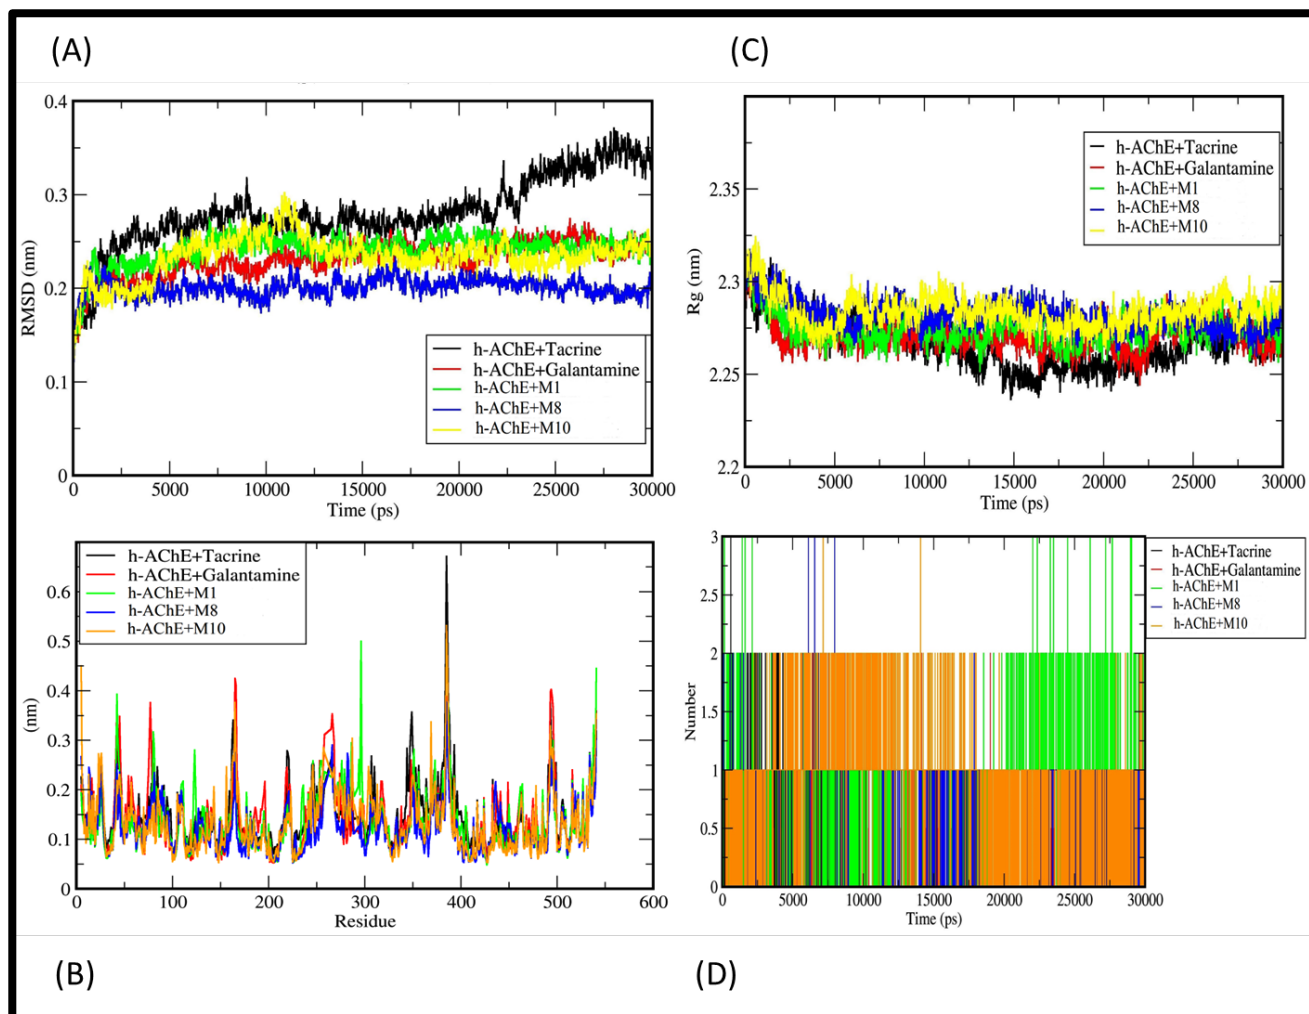 (A)
(C)
RMSD (nm)
0.4
0.3
0.2
0.1
0
h-AChE+Tacrine
h-AChE+Galantamine
h-AChE+M1
h-AChE+M8
h-AChE+M10
0 5000 10000 15000 20000 25000 30000
Time (ps)
Rg (nm)
2.35
2.3
2.25
2.2
h-AChE+Tacrine
h-AChE+Galantamine
h-AChE+M1
h-AChE+M8
h-AChE+M10
0 5000 10000 15000 20000 25000 30000
Time (ps)
(nm)
0.6
0.5
0.4
0.3
0.2
0.1
0
h-AChE+Tacrine
h-AChE+Galantamine
h-AChE+M1
h-AChE+M8
h-AChE+M10
0 100 200 300 400 500 600
Residue
Number
3
2.5
2
1.5
1
0.5
0
h-AChE+Tacrine
h-AChE+Galantamine
h-AChE+M1
h-AChE+M8
h-AChE+M10
0 5000 10000 15000 20000 25000 30000
Time (ps)
(B)
(D)